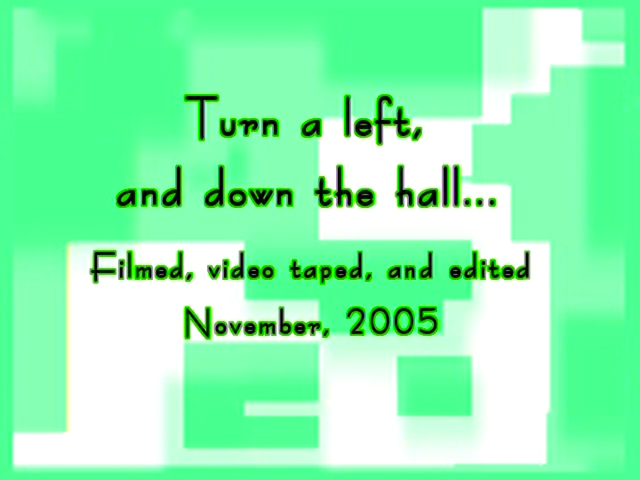 Turn a left,
and down the hall...
Filmed, video taped, and edited
November, 2005